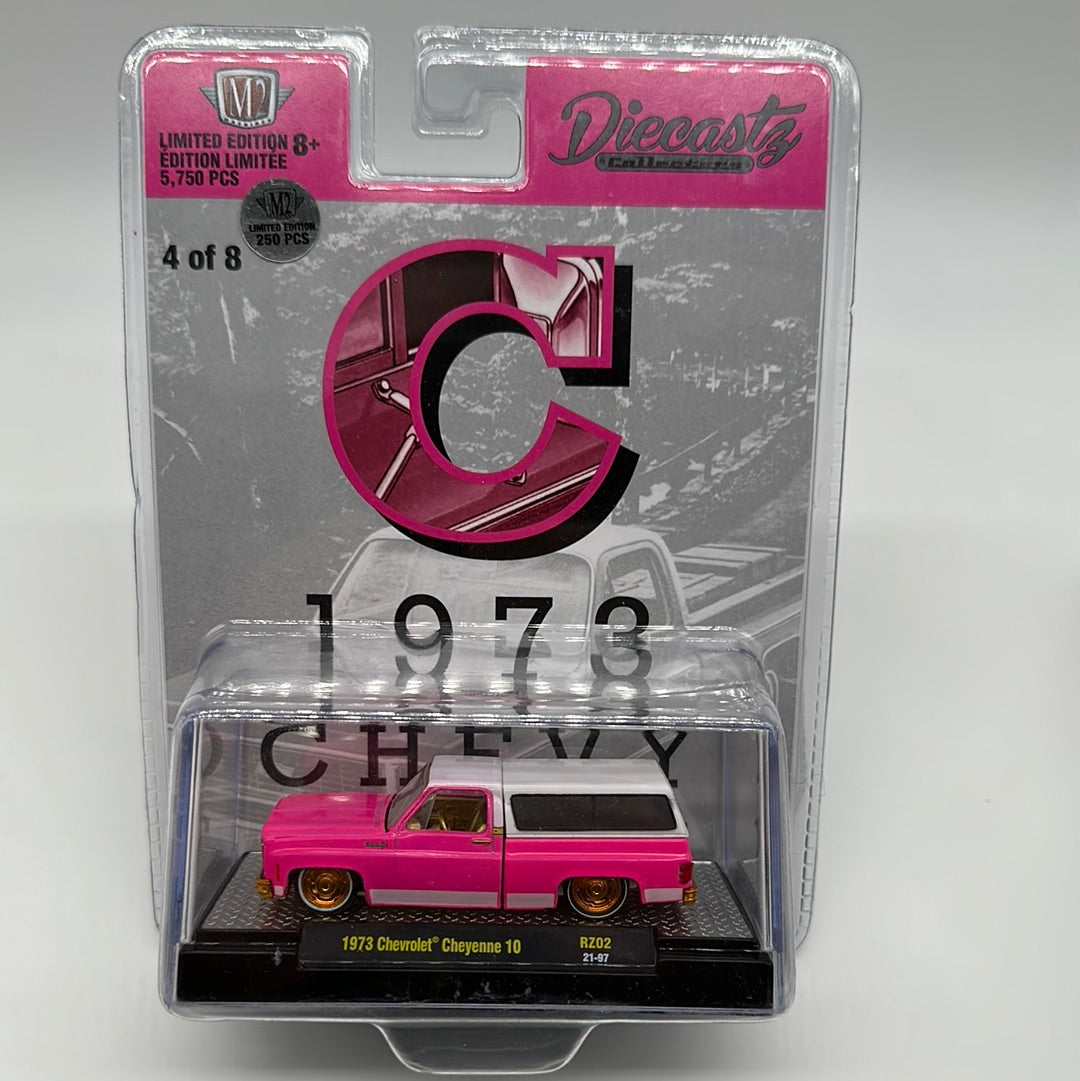 M2
MACHINES
LIMITED EDITION 8+
ÉDITION LIMITÉE
5,750 PCS
Diecastz
Collectors
M2
LIMITED EDITION
250 PCS
4 of 8
C
1973
CHEVY
1973 Chevrolet® Cheyenne 10
RZ02
21-97